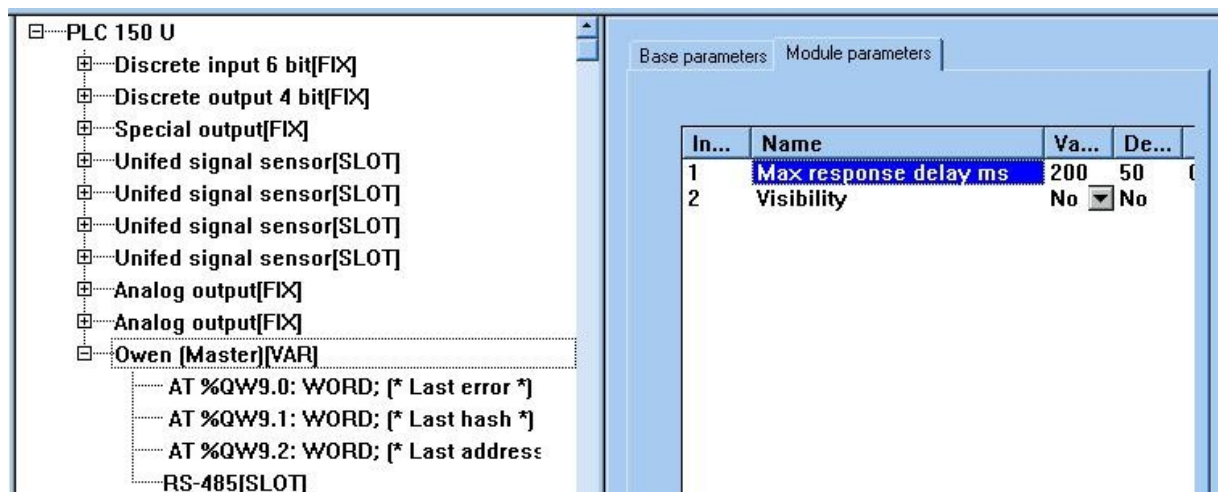 PLC 150 U
Discrete input 6 bit[FIX]
Discrete output 4 bit[FIX]
Special output[FIX]
Unifed signal sensor[SLOT]
Unifed signal sensor[SLOT]
Unifed signal sensor[SLOT]
Unifed signal sensor[SLOT]
Analog output[FIX]
Analog output[FIX]
Owen (Master)[VAR]
AT %QW9.0: WORD; (* Last error *)
AT %QW9.1: WORD; (* Last hash *)
AT %QW9.2: WORD; (* Last address
RS-485[SLOT]
Base parameters Module parameters
In... Name Va... De...
1 Max response delay ms 200 50
2 Visibility No No